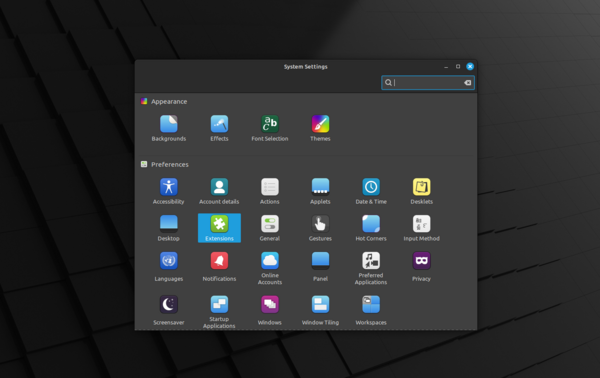 System Settings
Appearance
Backgrounds
Effects
Font Selection
Themes
Preferences
Accessibility
Account details
Actions
Applets
Date & Time
Desklets
Desktop
Extensions
General
Gestures
Hot Corners
Input Method
Languages
Notifications
Online
Accounts
Panel
Preferred
Applications
Privacy
Screensaver
Startup
Applications
Windows
Window Tiling
Workspaces